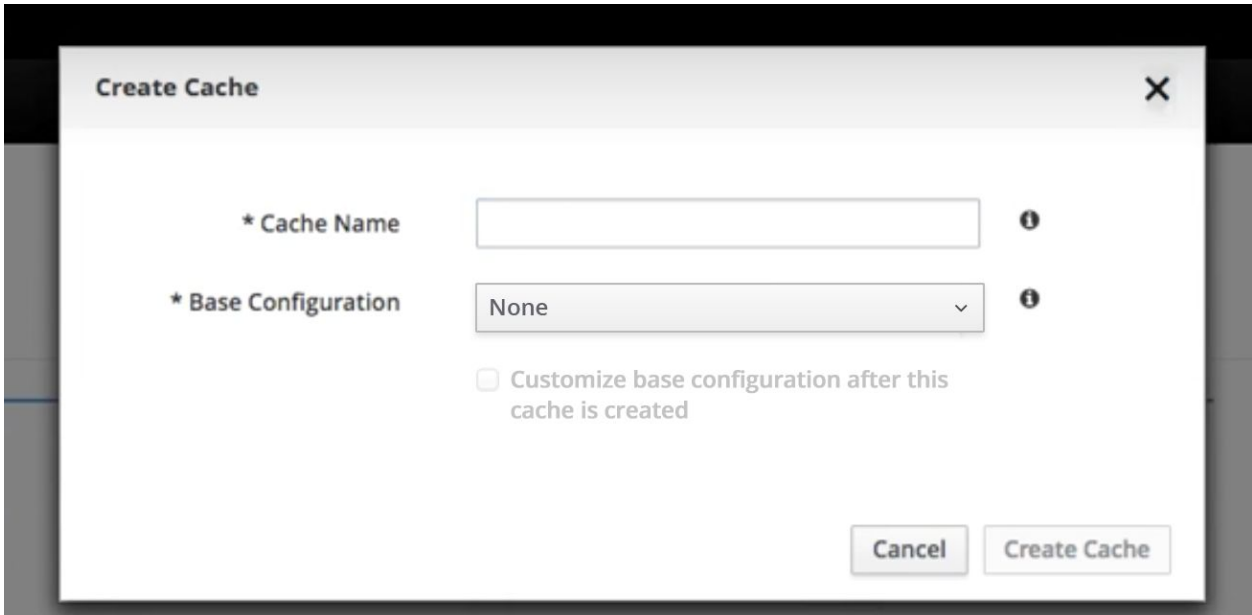 Create Cache
* Cache Name
* Base Configuration
None
Customize base configuration after this
cache is created
Cancel
Create Cache